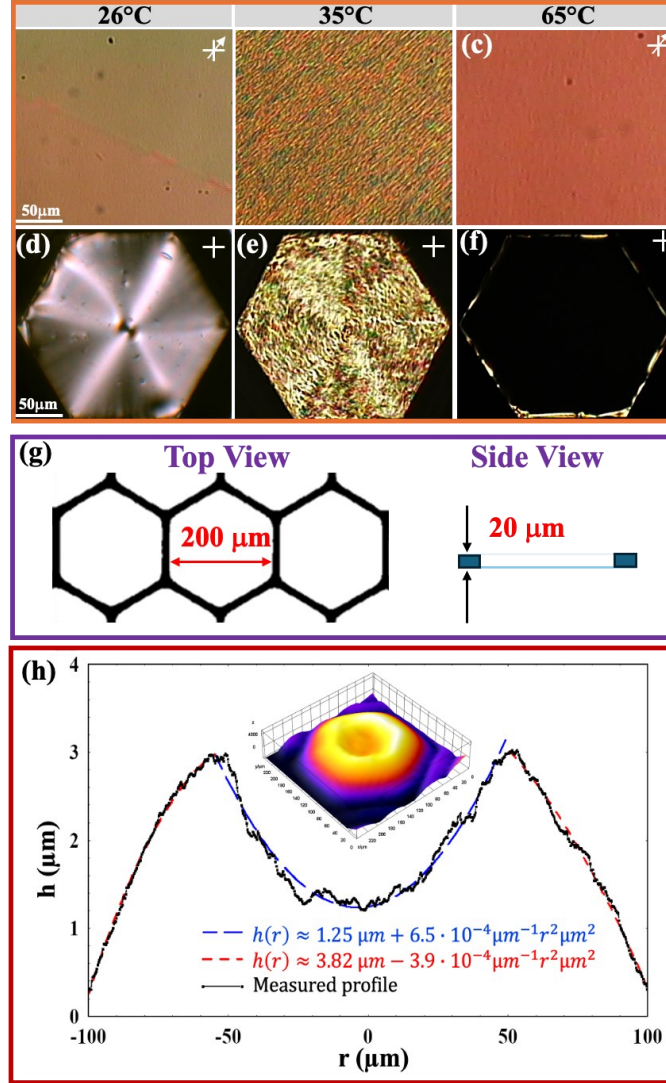 26°C 35°C 65°C
(c)
50μm
(d) (e) (f)
50μm
(g) Top View Side View
200 μm 20 μm
(h)
4
3
2
1
0
h (μm)
h(r) ≈ 1.25 μm + 6.5 · 10⁻⁴μm⁻¹r²μm²
h(r) ≈ 3.82 μm − 3.9 · 10⁻⁴μm⁻¹r²μm²
Measured profile
-100 -50 0 50 100
r (μm)